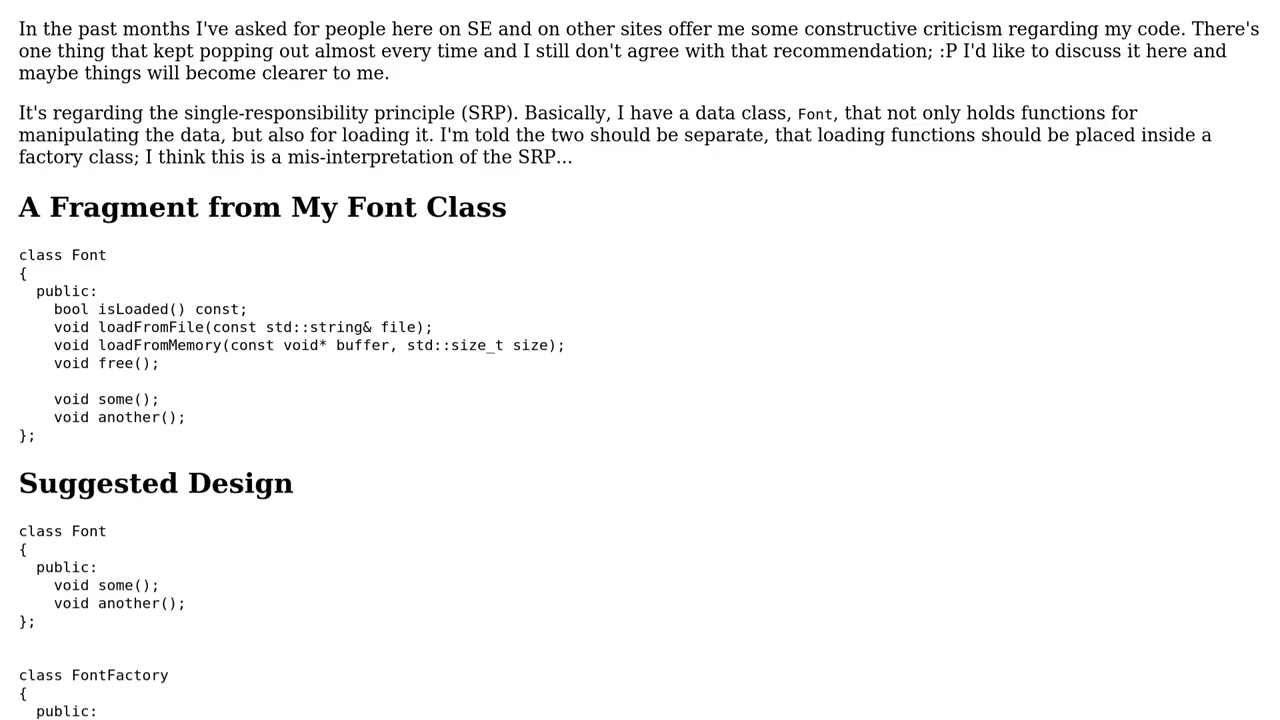 In the past months I've asked for people here on SE and on other sites offer me some constructive criticism regarding my code. There's
one thing that kept popping out almost every time and I still don't agree with that recommendation; :P I'd like to discuss it here and
maybe things will become clearer to me.
It's regarding the single-responsibility principle (SRP). Basically, I have a data class, Font, that not only holds functions for
manipulating the data, but also for loading it. I'm told the two should be separate, that loading functions should be placed inside a
factory class; I think this is a mis-interpretation of the SRP...
A Fragment from My Font Class
class Font
{
  public:
    bool isLoaded() const;
    void loadFromFile(const std::string& file);
    void loadFromMemory(const void* buffer, std::size_t size);
    void free();
    void some();
    void another();
};
Suggested Design
class Font
{
  public:
    void some();
    void another();
};
class FontFactory
{
  public: